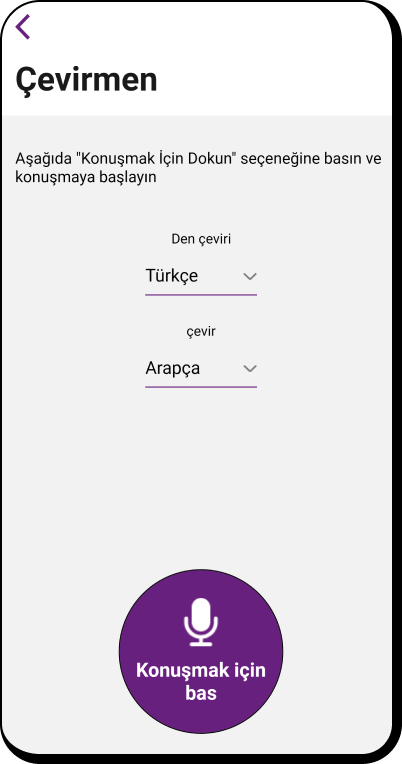 Çevirmen
Aşağıda "Konuşmak İçin Dokun" seçeneğine basın ve
konuşmaya başlayın
Den çeviri
Türkçe
çevir
Arapça
Konuşmak için
bas